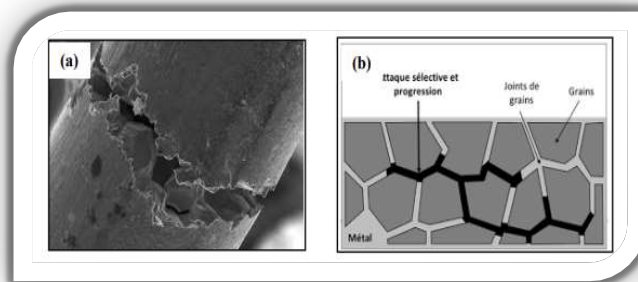 (a)
(b)
ttaque sélective et
progression
Joints de
grains
Grains
Métal